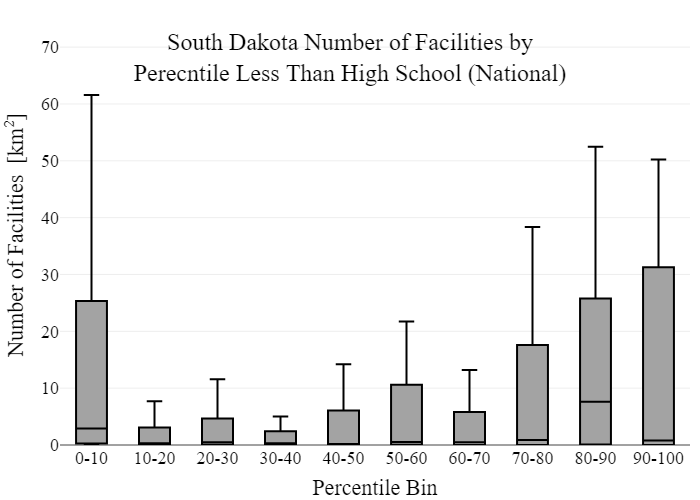 South Dakota Number of Facilities by
Perecntile Less Than High School (National)
Number of Facilities [km²]
70
60
50
40
30
20
10
0
0-10 10-20 20-30 30-40 40-50 50-60 60-70 70-80 80-90 90-100
Percentile Bin